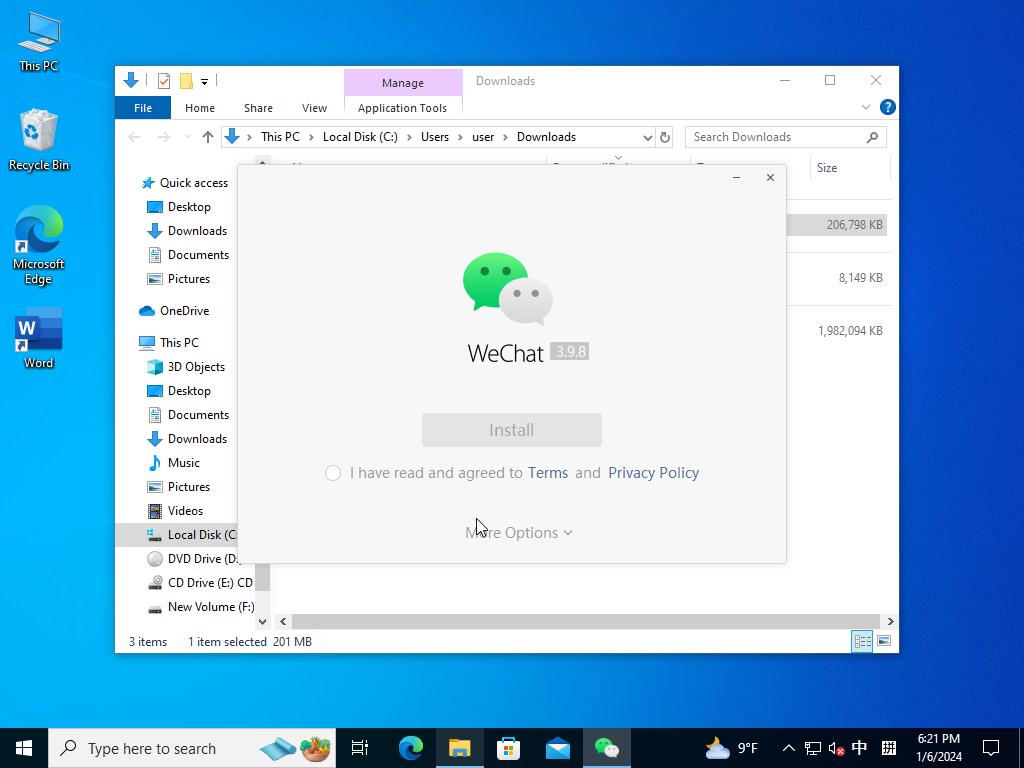 This PC
Recycle Bin
Microsoft
Edge
W
Word
Manage
Downloads
File
Home
Share
View
Application Tools
?
This PC
Local Disk (C:)
Users
user
Downloads
Search Downloads
Size
Quick access
Desktop
Downloads
Documents
Pictures
OneDrive
This PC
3D Objects
Desktop
Documents
Downloads
Music
Pictures
Videos
Local Disk (C:
DVD Drive (D:
CD Drive (E:) CD
New Volume (F:)
206,798 KB
8,149 KB
1,982,094 KB
WeChat 3.9.8
Install
I have read and agreed to Terms and Privacy Policy
More Options
3 items
1 item selected 201 MB
Type here to search
9°F
中
6:21 PM
1/6/2024